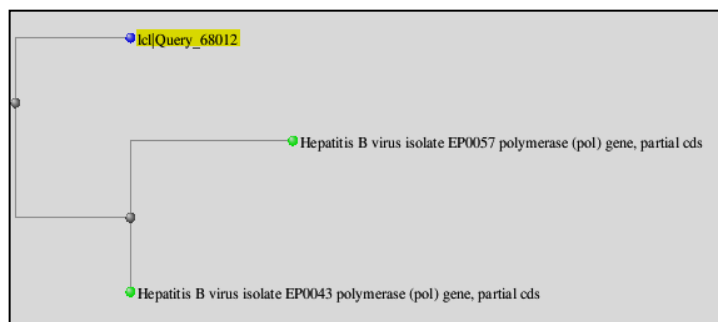 lcl|Query_68012
Hepatitis B virus isolate EP0057 polymerase (pol) gene, partial cds
Hepatitis B virus isolate EP0043 polymerase (pol) gene, partial cds